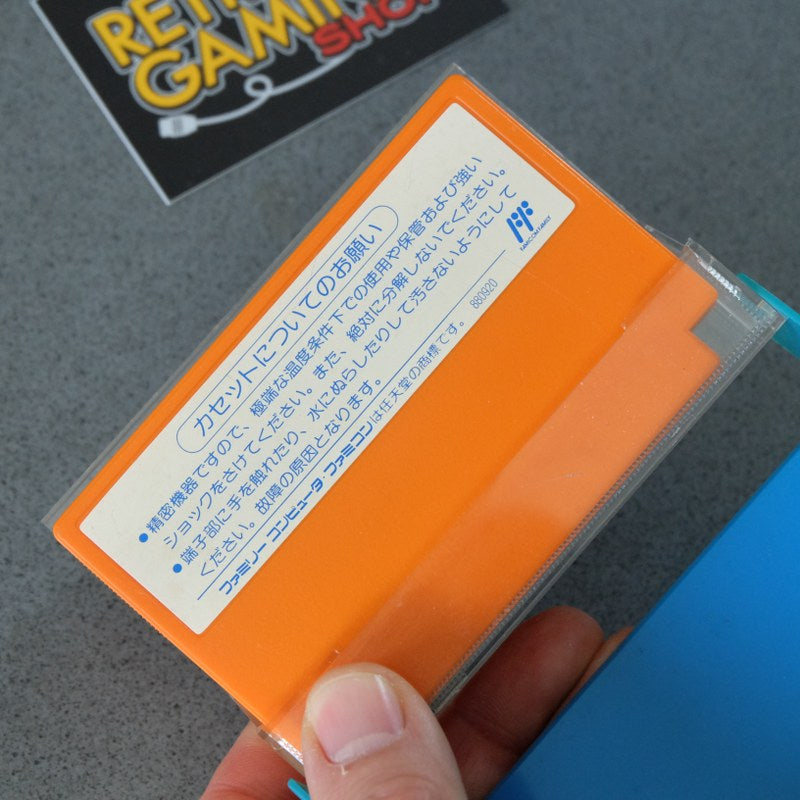 RETRO
GAMING
SHOP
カセットについてのお願い
●精密機器ですので、極端な温度条件下での使用や保管および強い
ショックをさけてください。また、絶対に分解しないでください。
●端子部に手を触れたり、水にぬらしたりして汚さないようにして
ください。故障の原因となります。
FAMICOM FAMILY
880920
ファミリー コンピュータ・ファミコンは任天堂の商標です。